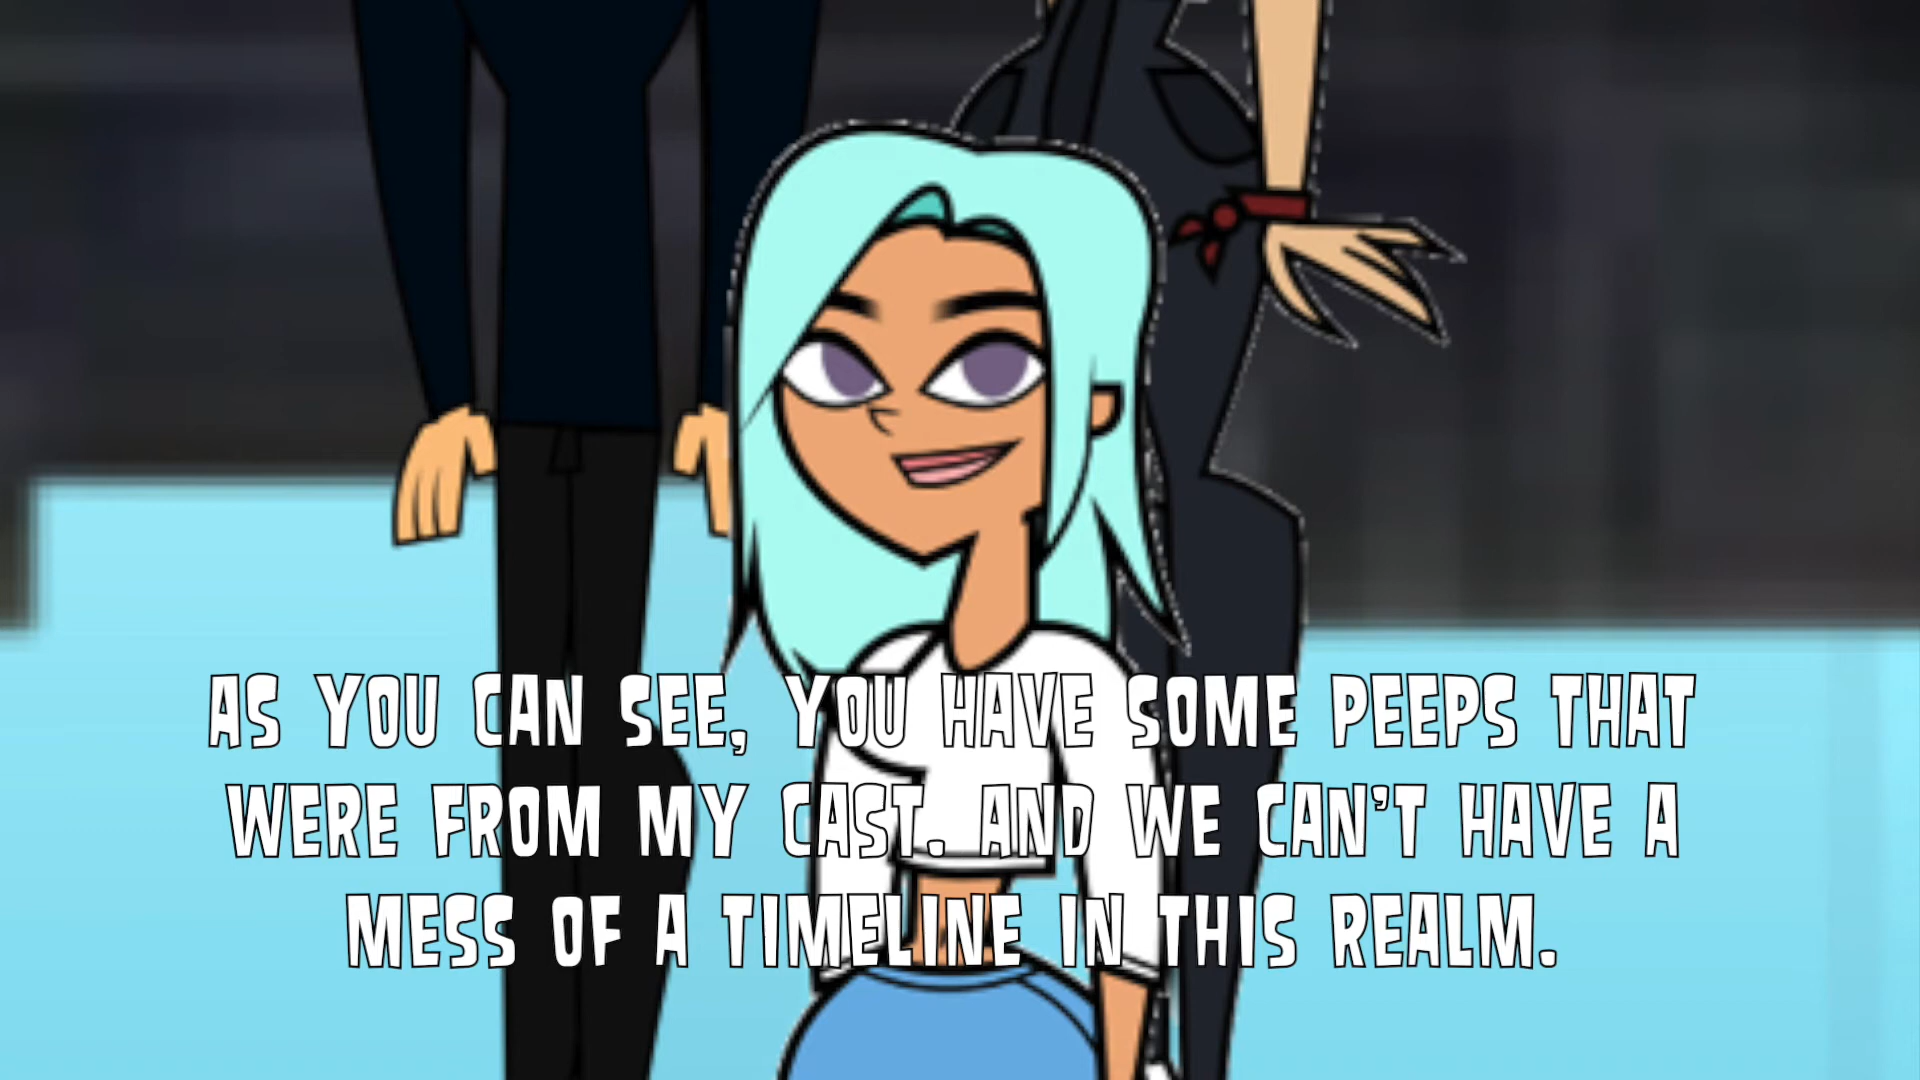 AS YOU CAN SEE, YOU HAVE SOME PEEPS THAT
WERE FROM MY CAST. AND WE CAN'T HAVE A
MESS OF A TIMELINE IN THIS REALM.